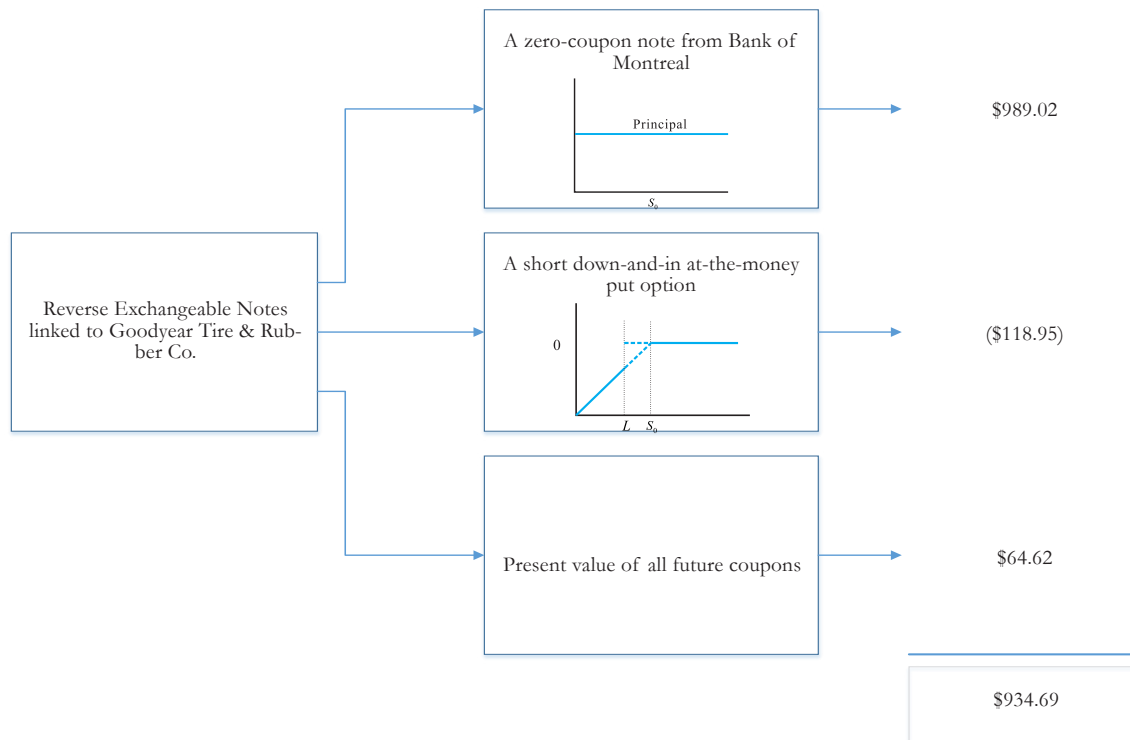 A zero-coupon note from Bank of
Montreal
Principal
S₀
$989.02
Reverse Exchangeable Notes
linked to Goodyear Tire & Rub-
ber Co.
A short down-and-in at-the-money
put option
0
L S₀
($118.95)
Present value of all future coupons
$64.62
$934.69